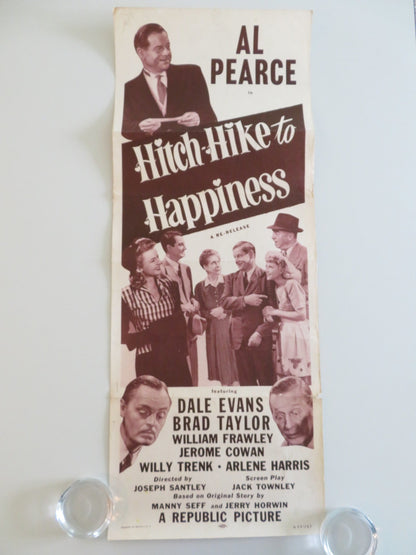 AL
PEARCE
in
Hitch-Hike to
Happiness
A RE-RELEASE
featuring
DALE EVANS
BRAD TAYLOR
WILLIAM FRAWLEY
JEROME COWAN
WILLY TRENK • ARLENE HARRIS
Directed by Screen Play
JOSEPH SANTLEY JACK TOWNLEY
Based on Original Story by
MANNY SEFF and JERRY HORWIN
A REPUBLIC PICTURE